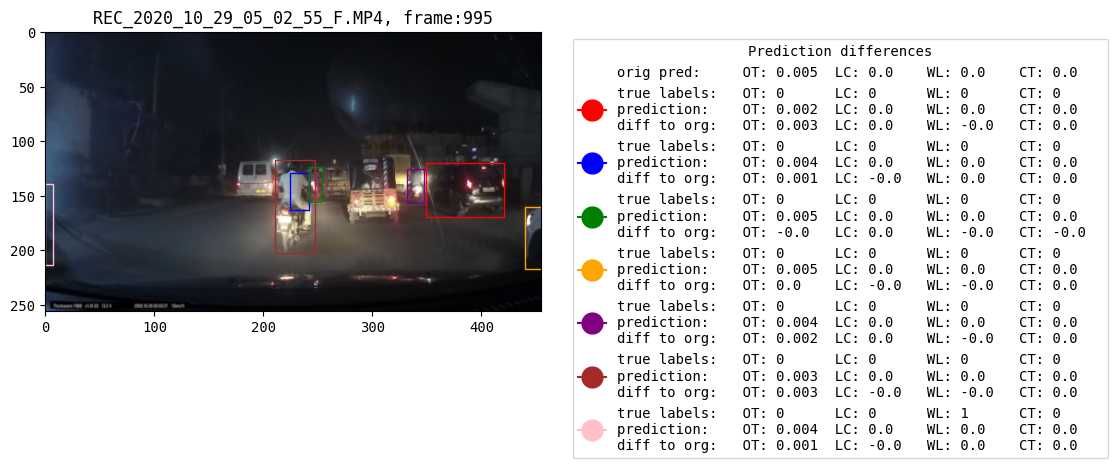 REC_2020_10_29_05_02_55_F.MP4, frame:995
0
50
100
150
200
250
0
100
200
300
400
Prediction differences
orig pred: OT: 0.005 LC: 0.0 WL: 0.0 CT: 0.0
true labels: OT: 0 LC: 0 WL: 0 CT: 0
prediction: OT: 0.002 LC: 0.0 WL: 0.0 CT: 0.0
diff to org: OT: 0.003 LC: 0.0 WL: -0.0 CT: 0.0
true labels: OT: 0 LC: 0 WL: 0 CT: 0
prediction: OT: 0.004 LC: 0.0 WL: 0.0 CT: 0.0
diff to org: OT: 0.001 LC: -0.0 WL: 0.0 CT: 0.0
true labels: OT: 0 LC: 0 WL: 0 CT: 0
prediction: OT: 0.005 LC: 0.0 WL: 0.0 CT: 0.0
diff to org: OT: -0.0 LC: 0.0 WL: -0.0 CT: -0.0
true labels: OT: 0 LC: 0 WL: 0 CT: 0
prediction: OT: 0.005 LC: 0.0 WL: 0.0 CT: 0.0
diff to org: OT: 0.0 LC: -0.0 WL: -0.0 CT: 0.0
true labels: OT: 0 LC: 0 WL: 1 CT: 0
prediction: OT: 0.004 LC: 0.0 WL: 0.0 CT: 0.0
diff to org: OT: 0.002 LC: 0.0 WL: -0.0 CT: 0.0
true labels: OT: 0 LC: 0 WL: 0 CT: 0
prediction: OT: 0.003 LC: 0.0 WL: 0.0 CT: 0.0
diff to org: OT: 0.003 LC: -0.0 WL: -0.0 CT: 0.0
true labels: OT: 0 LC: 0 WL: 1 CT: 0
prediction: OT: 0.004 LC: 0.0 WL: 0.0 CT: 0.0
diff to org: OT: 0.001 LC: -0.0 WL: 0.0 CT: 0.0